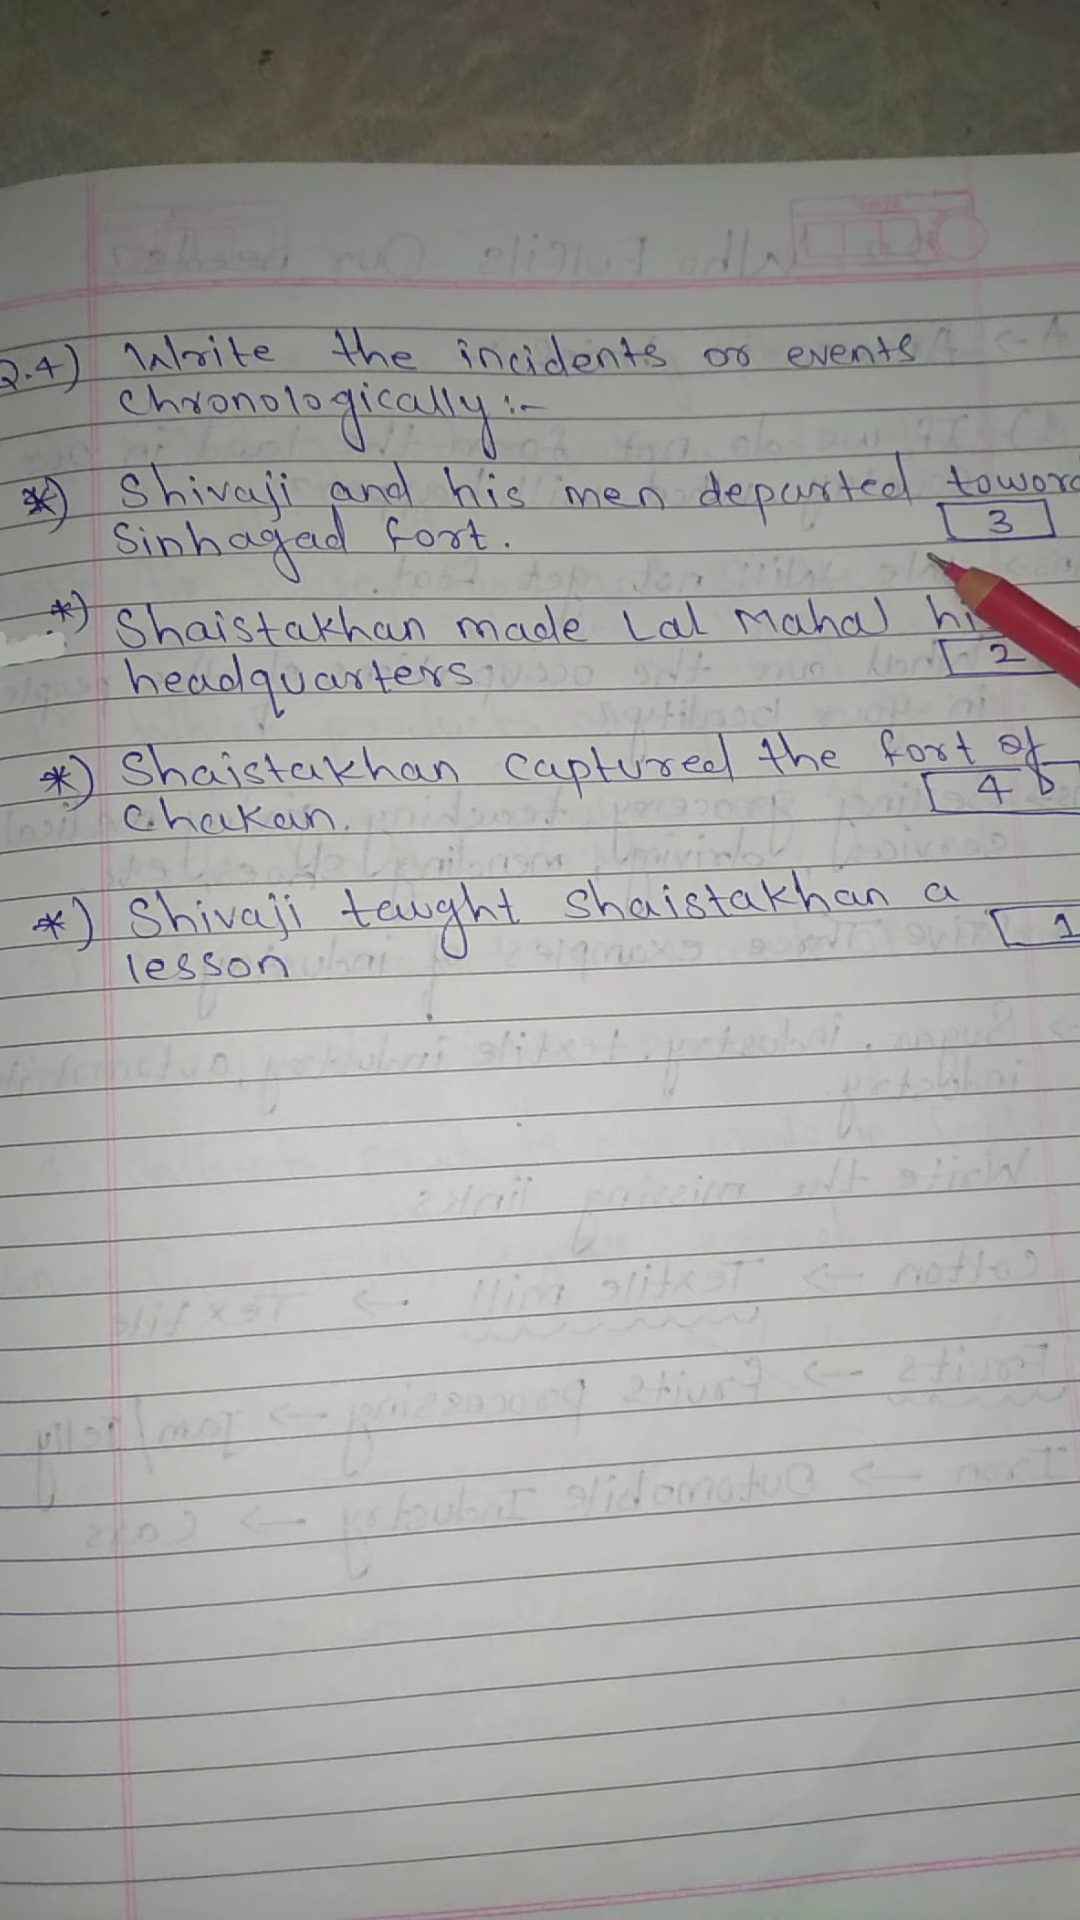 Q.4) Write the incidents or events
chronologically :-
*) Shivaji and his men departed toward
Sinhagad fort. 3
*) Shaistakhan made Lal Mahal hi
headquarters 2
*) Shaistakhan captured the fort of
Chakan. 4
*) Shivaji taught Shaistakhan a
lesson 1